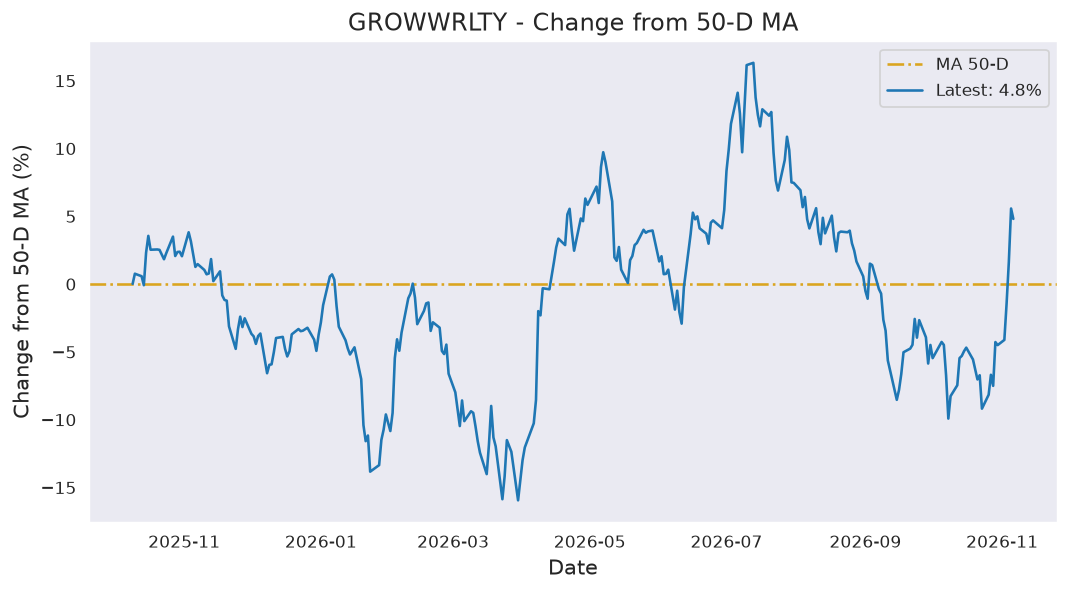 GROWWRLTY - Change from 50-D MA
MA 50-D
Latest: 4.8%
Change from 50-D MA (%)
15
10
5
0
−5
−10
−15
2025-11
2026-01
2026-03
2026-05
2026-07
2026-09
2026-11
Date